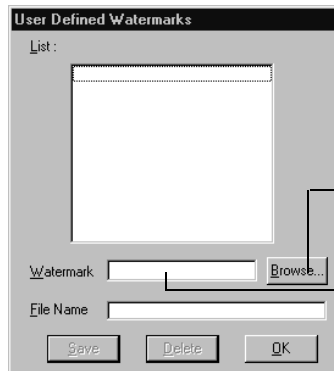 User Defined Watermarks
List :
Watermark
Browse...
File Name
Save
Delete
OK